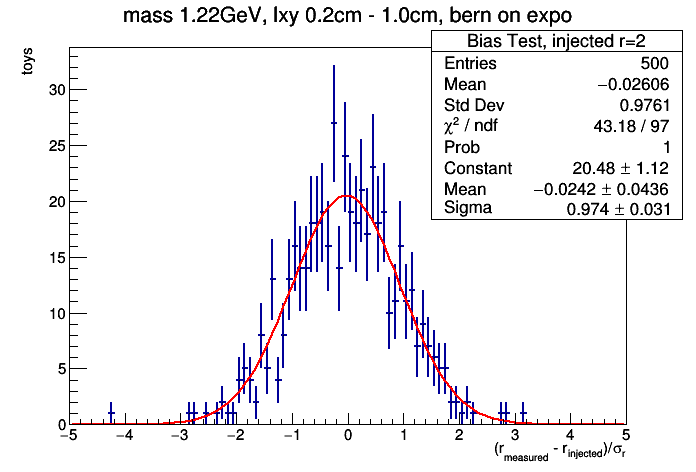 mass 1.22GeV, lxy 0.2cm - 1.0cm, bern on expo
toys
Bias Test, injected r=2
Entries 500
Mean −0.02606
Std Dev 0.9761
χ² / ndf 43.18 / 97
Prob 1
Constant 20.48 ± 1.12
Mean −0.0242 ± 0.0436
Sigma 0.974 ± 0.031
30
25
20
15
10
5
0
−5 −4 −3 −2 −1 0 1 2 3 4 5
(r_measured - r_injected)/σ_r